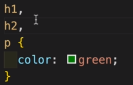 h1,
h2,
p {
  color: green;
}